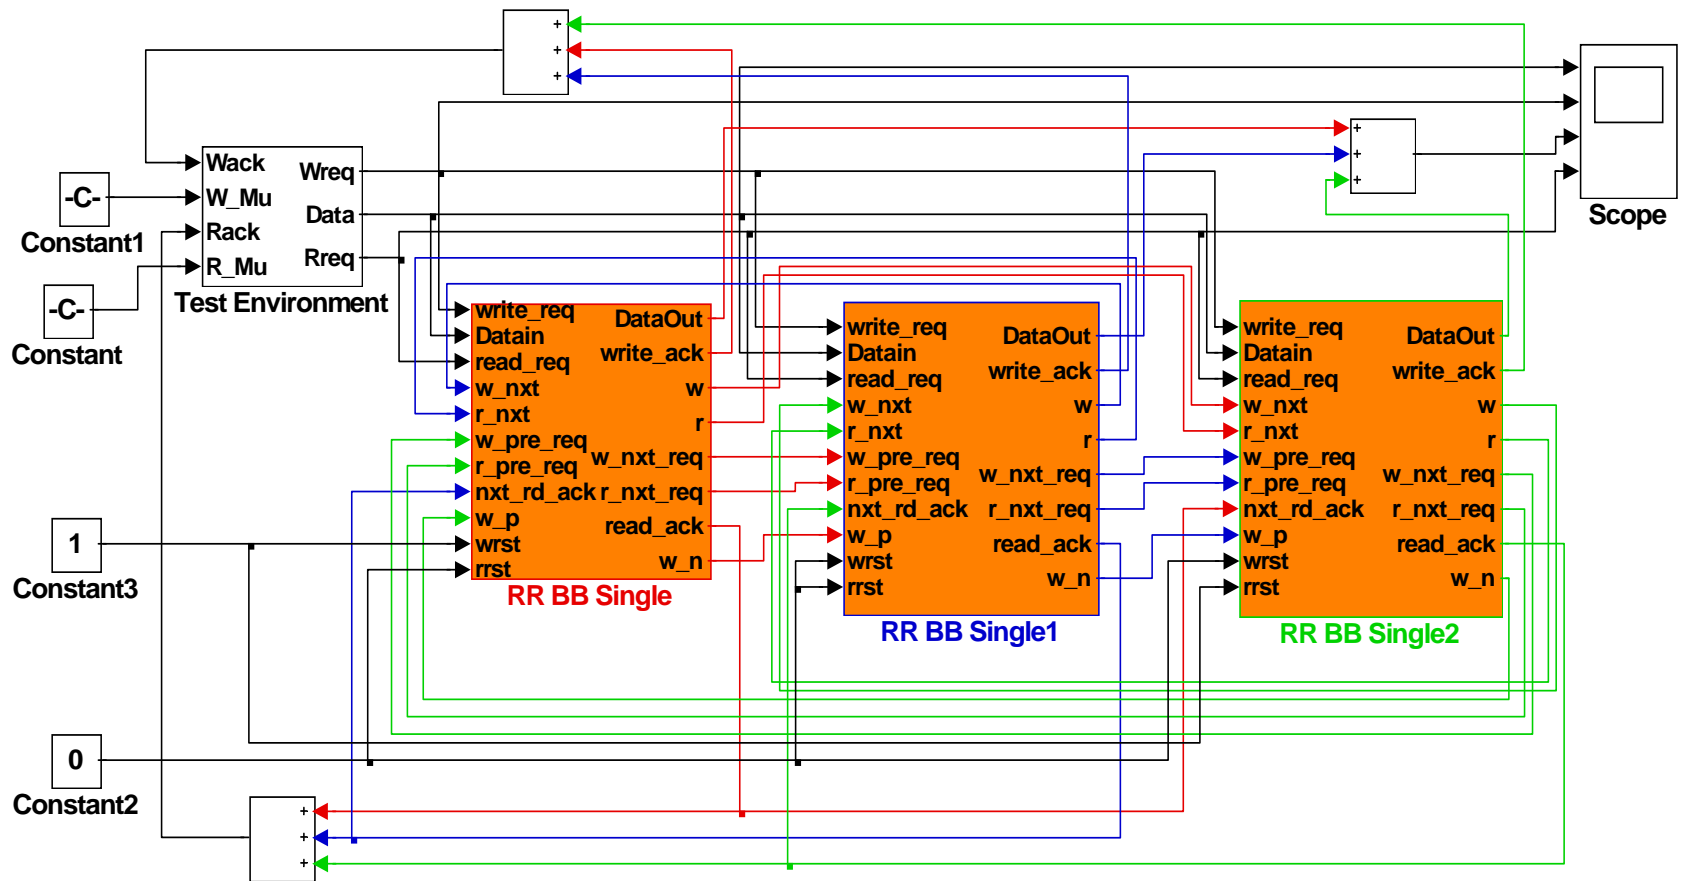 +
+
+
+
+
+
Scope
Wack
W_Mu
Rack
R_Mu
Wreq
Data
Rreq
Test Environment
-C-
Constant1
-C-
Constant
write_req
Datain
read_req
w_nxt
r_nxt
w_pre_req
r_pre_req
nxt_rd_ack
w_p
wrst
rrst
DataOut
write_ack
w
r
w_nxt_req
r_nxt_req
read_ack
w_n
RR BB Single
write_req
Datain
read_req
w_nxt
r_nxt
w_pre_req
r_pre_req
nxt_rd_ack
w_p
wrst
rrst
DataOut
write_ack
w
r
w_nxt_req
r_nxt_req
read_ack
w_n
RR BB Single1
write_req
Datain
read_req
w_nxt
r_nxt
w_pre_req
r_pre_req
nxt_rd_ack
w_p
wrst
rrst
DataOut
write_ack
w
r
w_nxt_req
r_nxt_req
read_ack
w_n
RR BB Single2
1
Constant3
0
Constant2
+
+
+